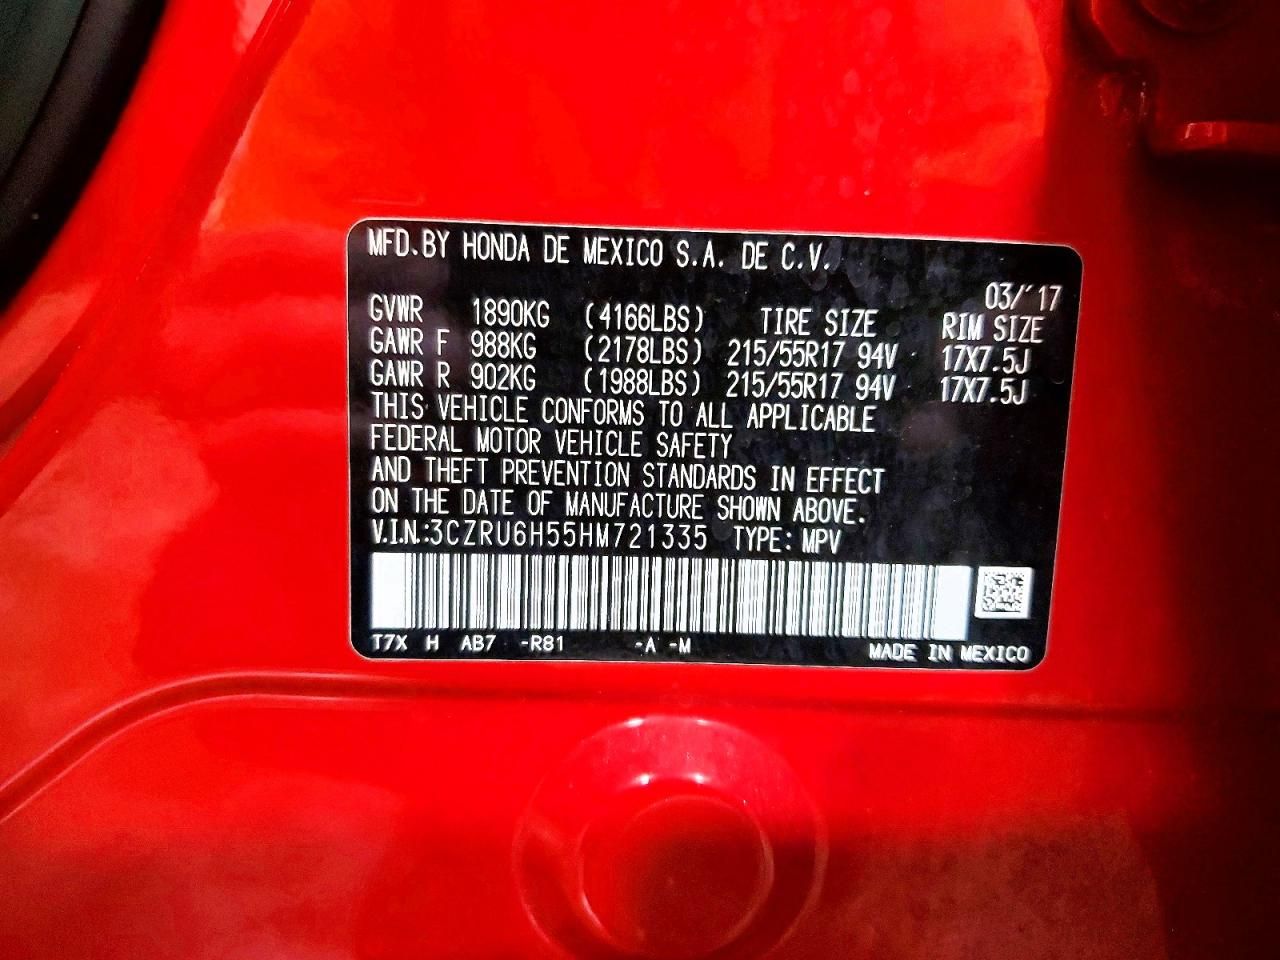 MFD.BY HONDA DE MEXICO S.A. DE C.V.
03/'17
GVWR 1890KG (4166LBS) TIRE SIZE RIM SIZE
GAWR F 988KG (2178LBS) 215/55R17 94V 17X7.5J
GAWR R 902KG (1988LBS) 215/55R17 94V 17X7.5J
THIS VEHICLE CONFORMS TO ALL APPLICABLE
FEDERAL MOTOR VEHICLE SAFETY
AND THEFT PREVENTION STANDARDS IN EFFECT
ON THE DATE OF MANUFACTURE SHOWN ABOVE.
V.I.N.:3CZRU6H55HM721335 TYPE: MPV
T7X H AB7 -R81 -A -M MADE IN MEXICO